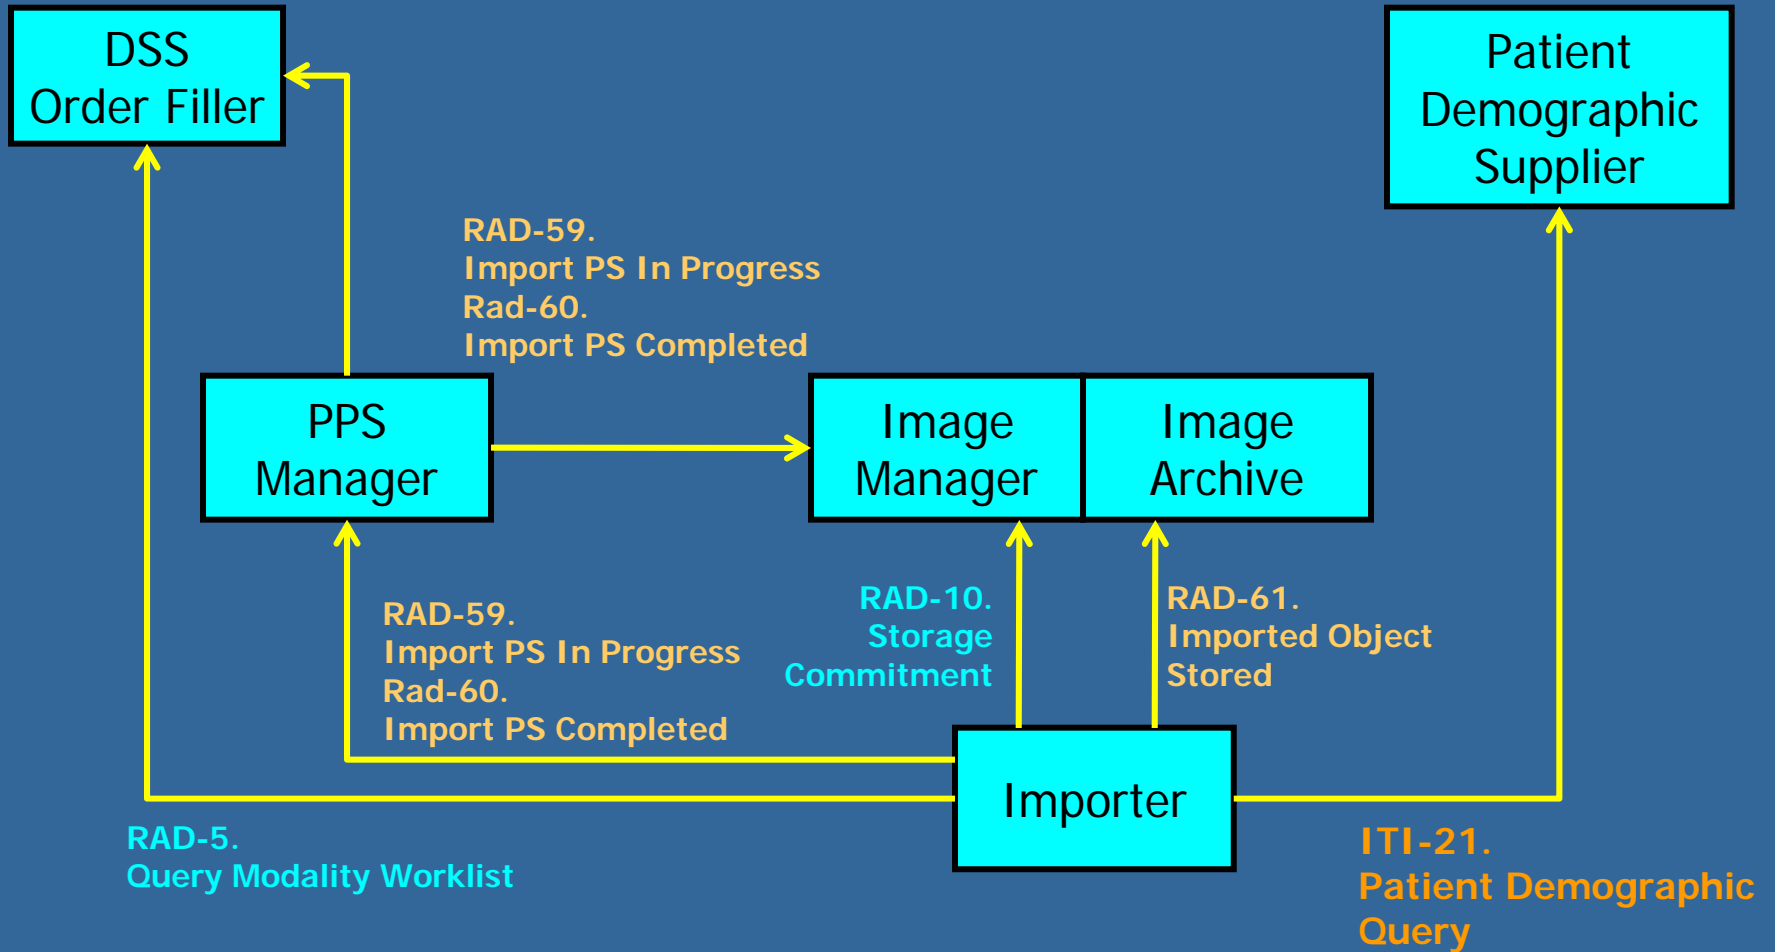 DSS
Order Filler
Patient
Demographic
Supplier
RAD-59.
Import PS In Progress
Rad-60.
Import PS Completed
PPS
Manager
Image
Manager
Image
Archive
RAD-59.
Import PS In Progress
Rad-60.
Import PS Completed
RAD-10.
Storage
Commitment
RAD-61.
Imported Object
Stored
Importer
RAD-5.
Query Modality Worklist
ITI-21.
Patient Demographic
Query